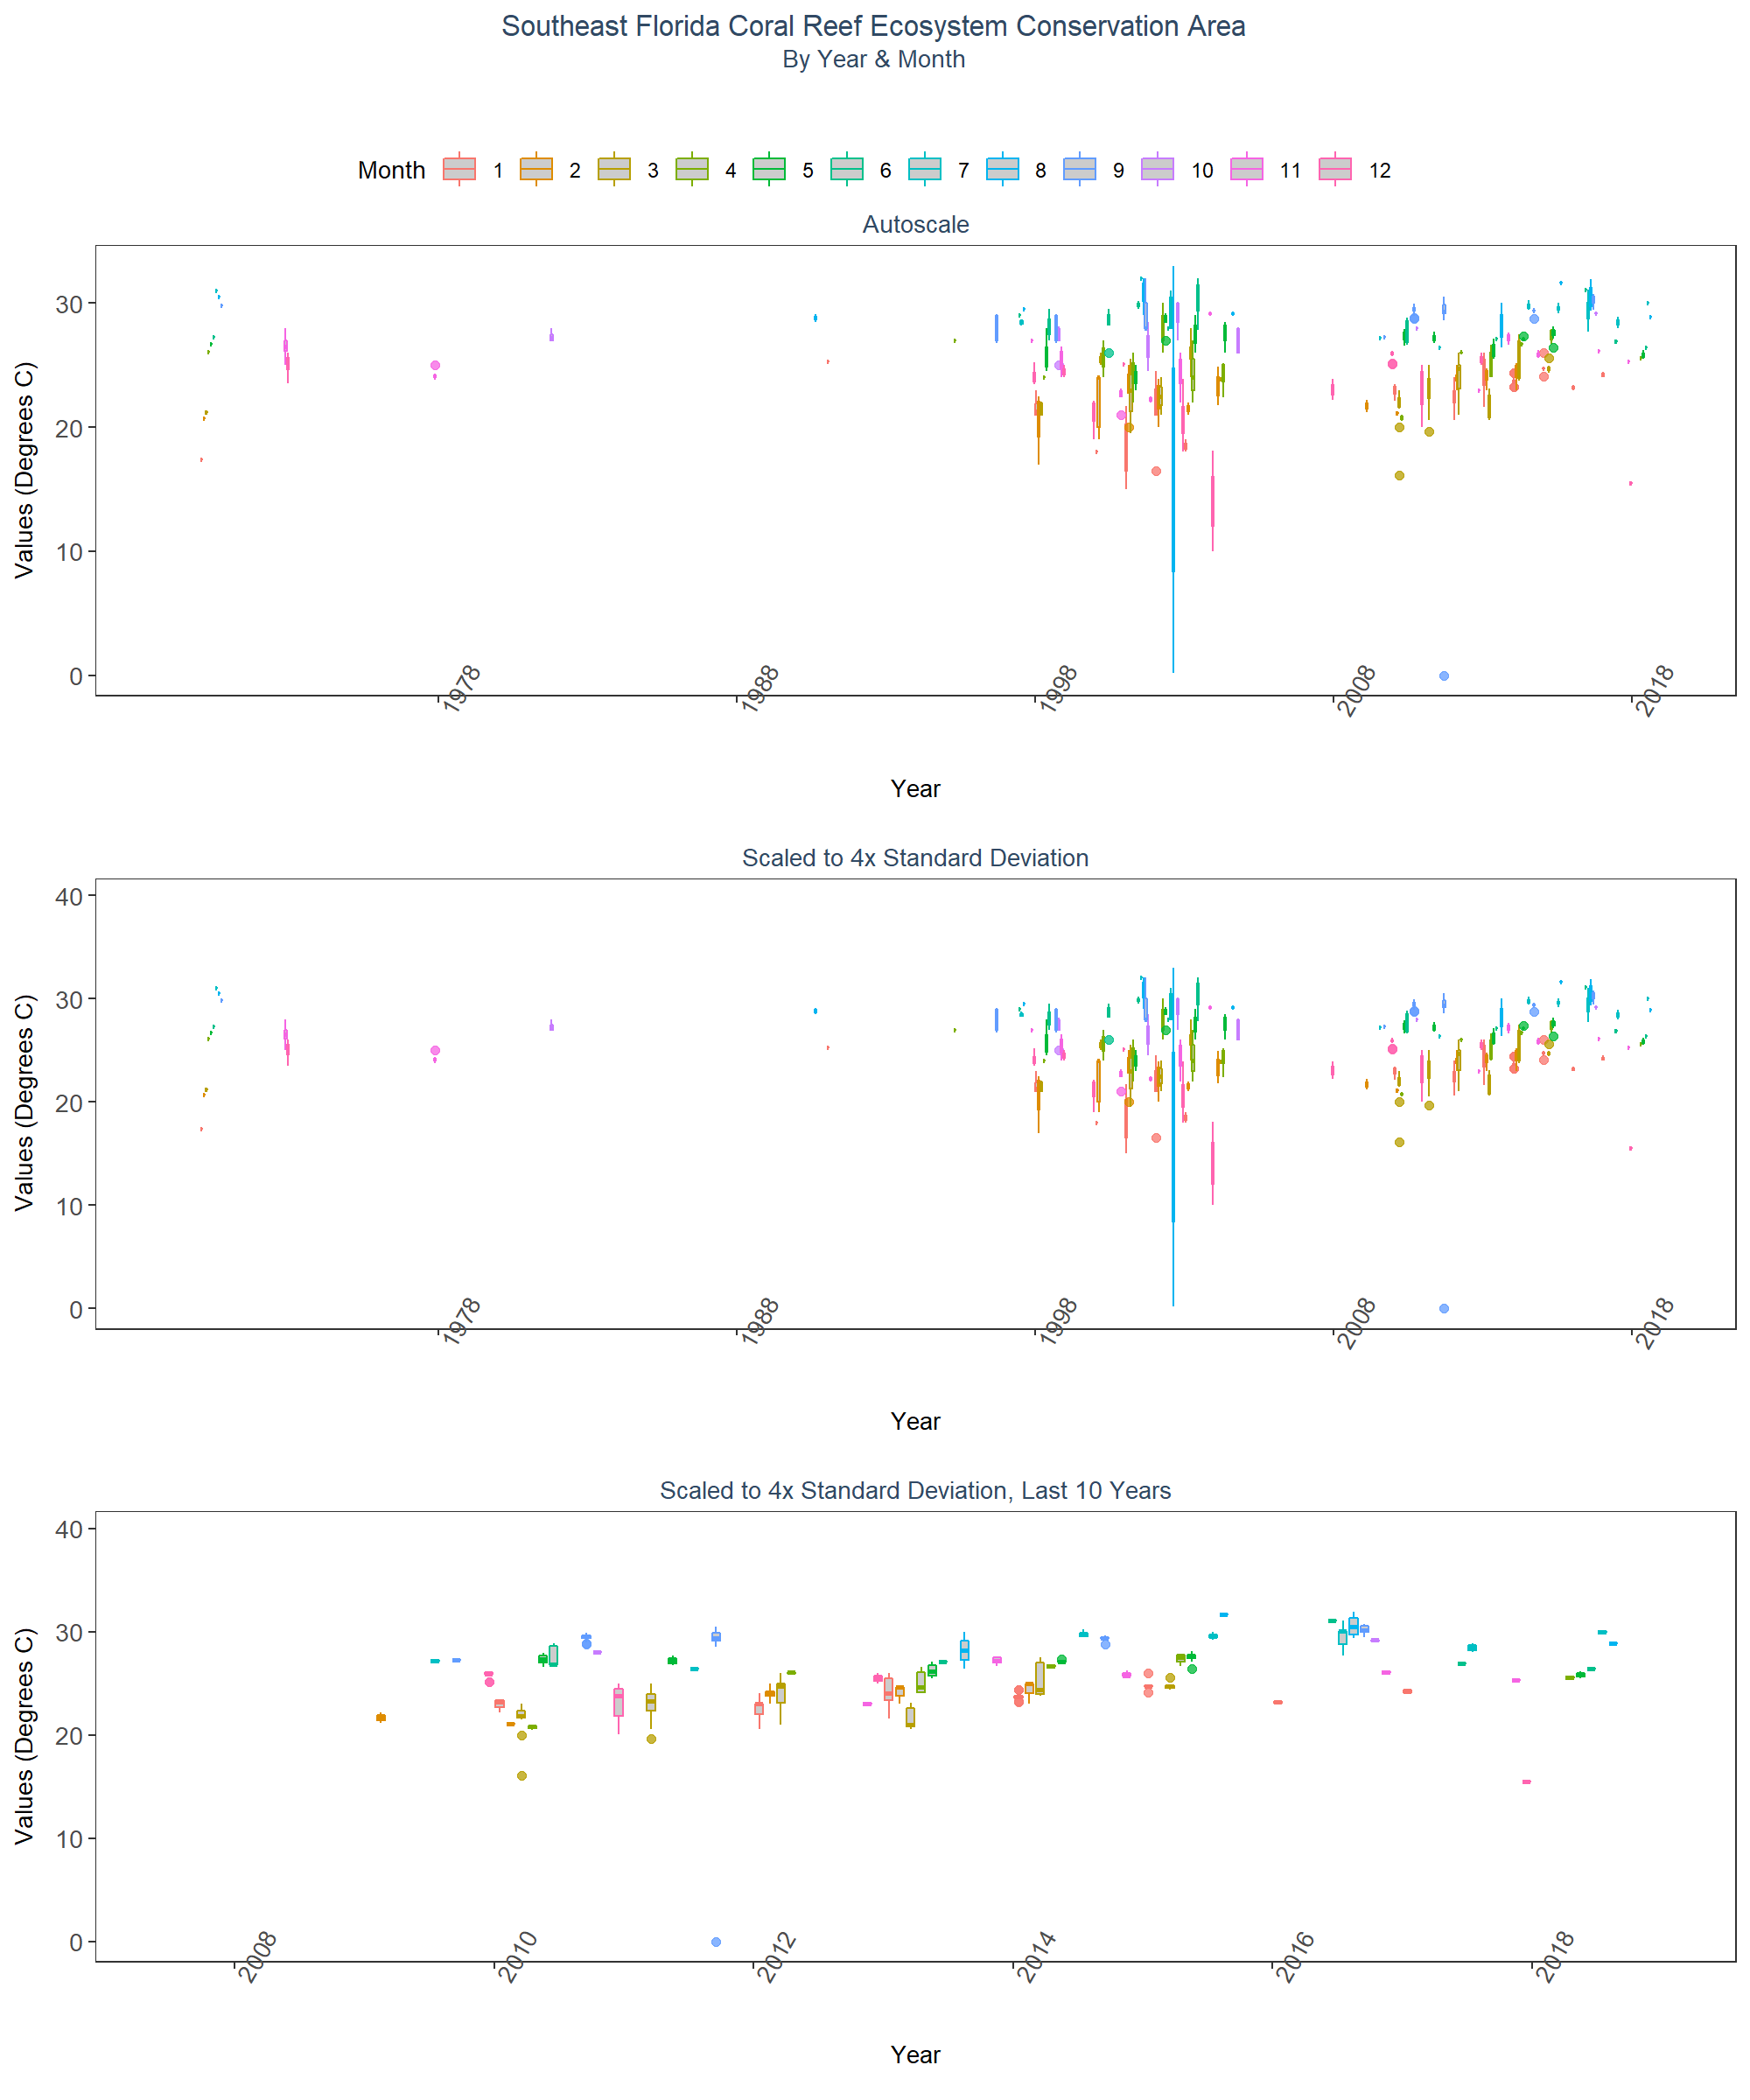 Southeast Florida Coral Reef Ecosystem Conservation Area
By Year & Month
Month 1 2 3 4 5 6 7 8 9 10 11 12
Autoscale
Values (Degrees C)
30
20
10
0
1978 1988 1998 2008 2018
Year
Scaled to 4x Standard Deviation
Values (Degrees C)
40
30
20
10
0
1978 1988 1998 2008 2018
Year
Scaled to 4x Standard Deviation, Last 10 Years
Values (Degrees C)
40
30
20
10
0
2008 2010 2012 2014 2016 2018
Year